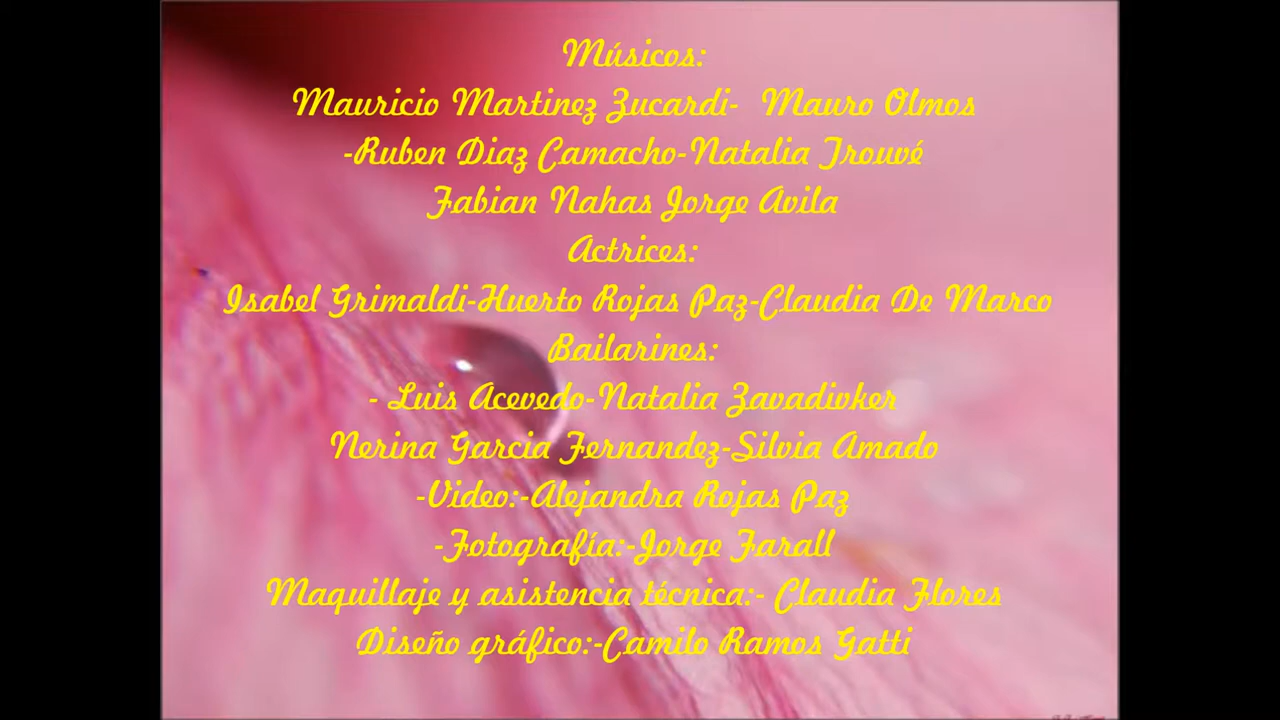 Músicos:
Mauricio Martinez Zucardi-  Mauro Olmos
-Ruben Diaz Camacho-Natalia Trouvé
Fabian Nahas Jorge Avila
Actrices:
Isabel Grimaldi-Huerto Rojas Paz-Claudia De Marco
Bailarines:
- Luis Acevedo-Natalia Zavadivker
Nerina Garcia Fernandez-Silvia Amado
-Video:-Alejandra Rojas Paz
-Fotografía:-Jorge Farall
Maquillaje y asistencia técnica:- Claudia Flores
Diseño gráfico:-Camilo Ramos Gatti